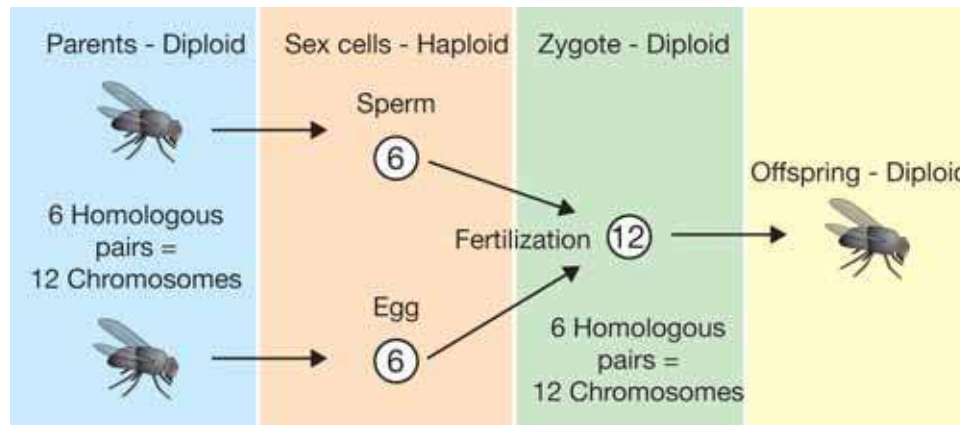 Parents - Diploid
Sex cells - Haploid
Zygote - Diploid
Sperm
6
Offspring - Diploid
6 Homologous
pairs =
12 Chromosomes
Fertilization
12
Egg
6
6 Homologous
pairs =
12 Chromosomes